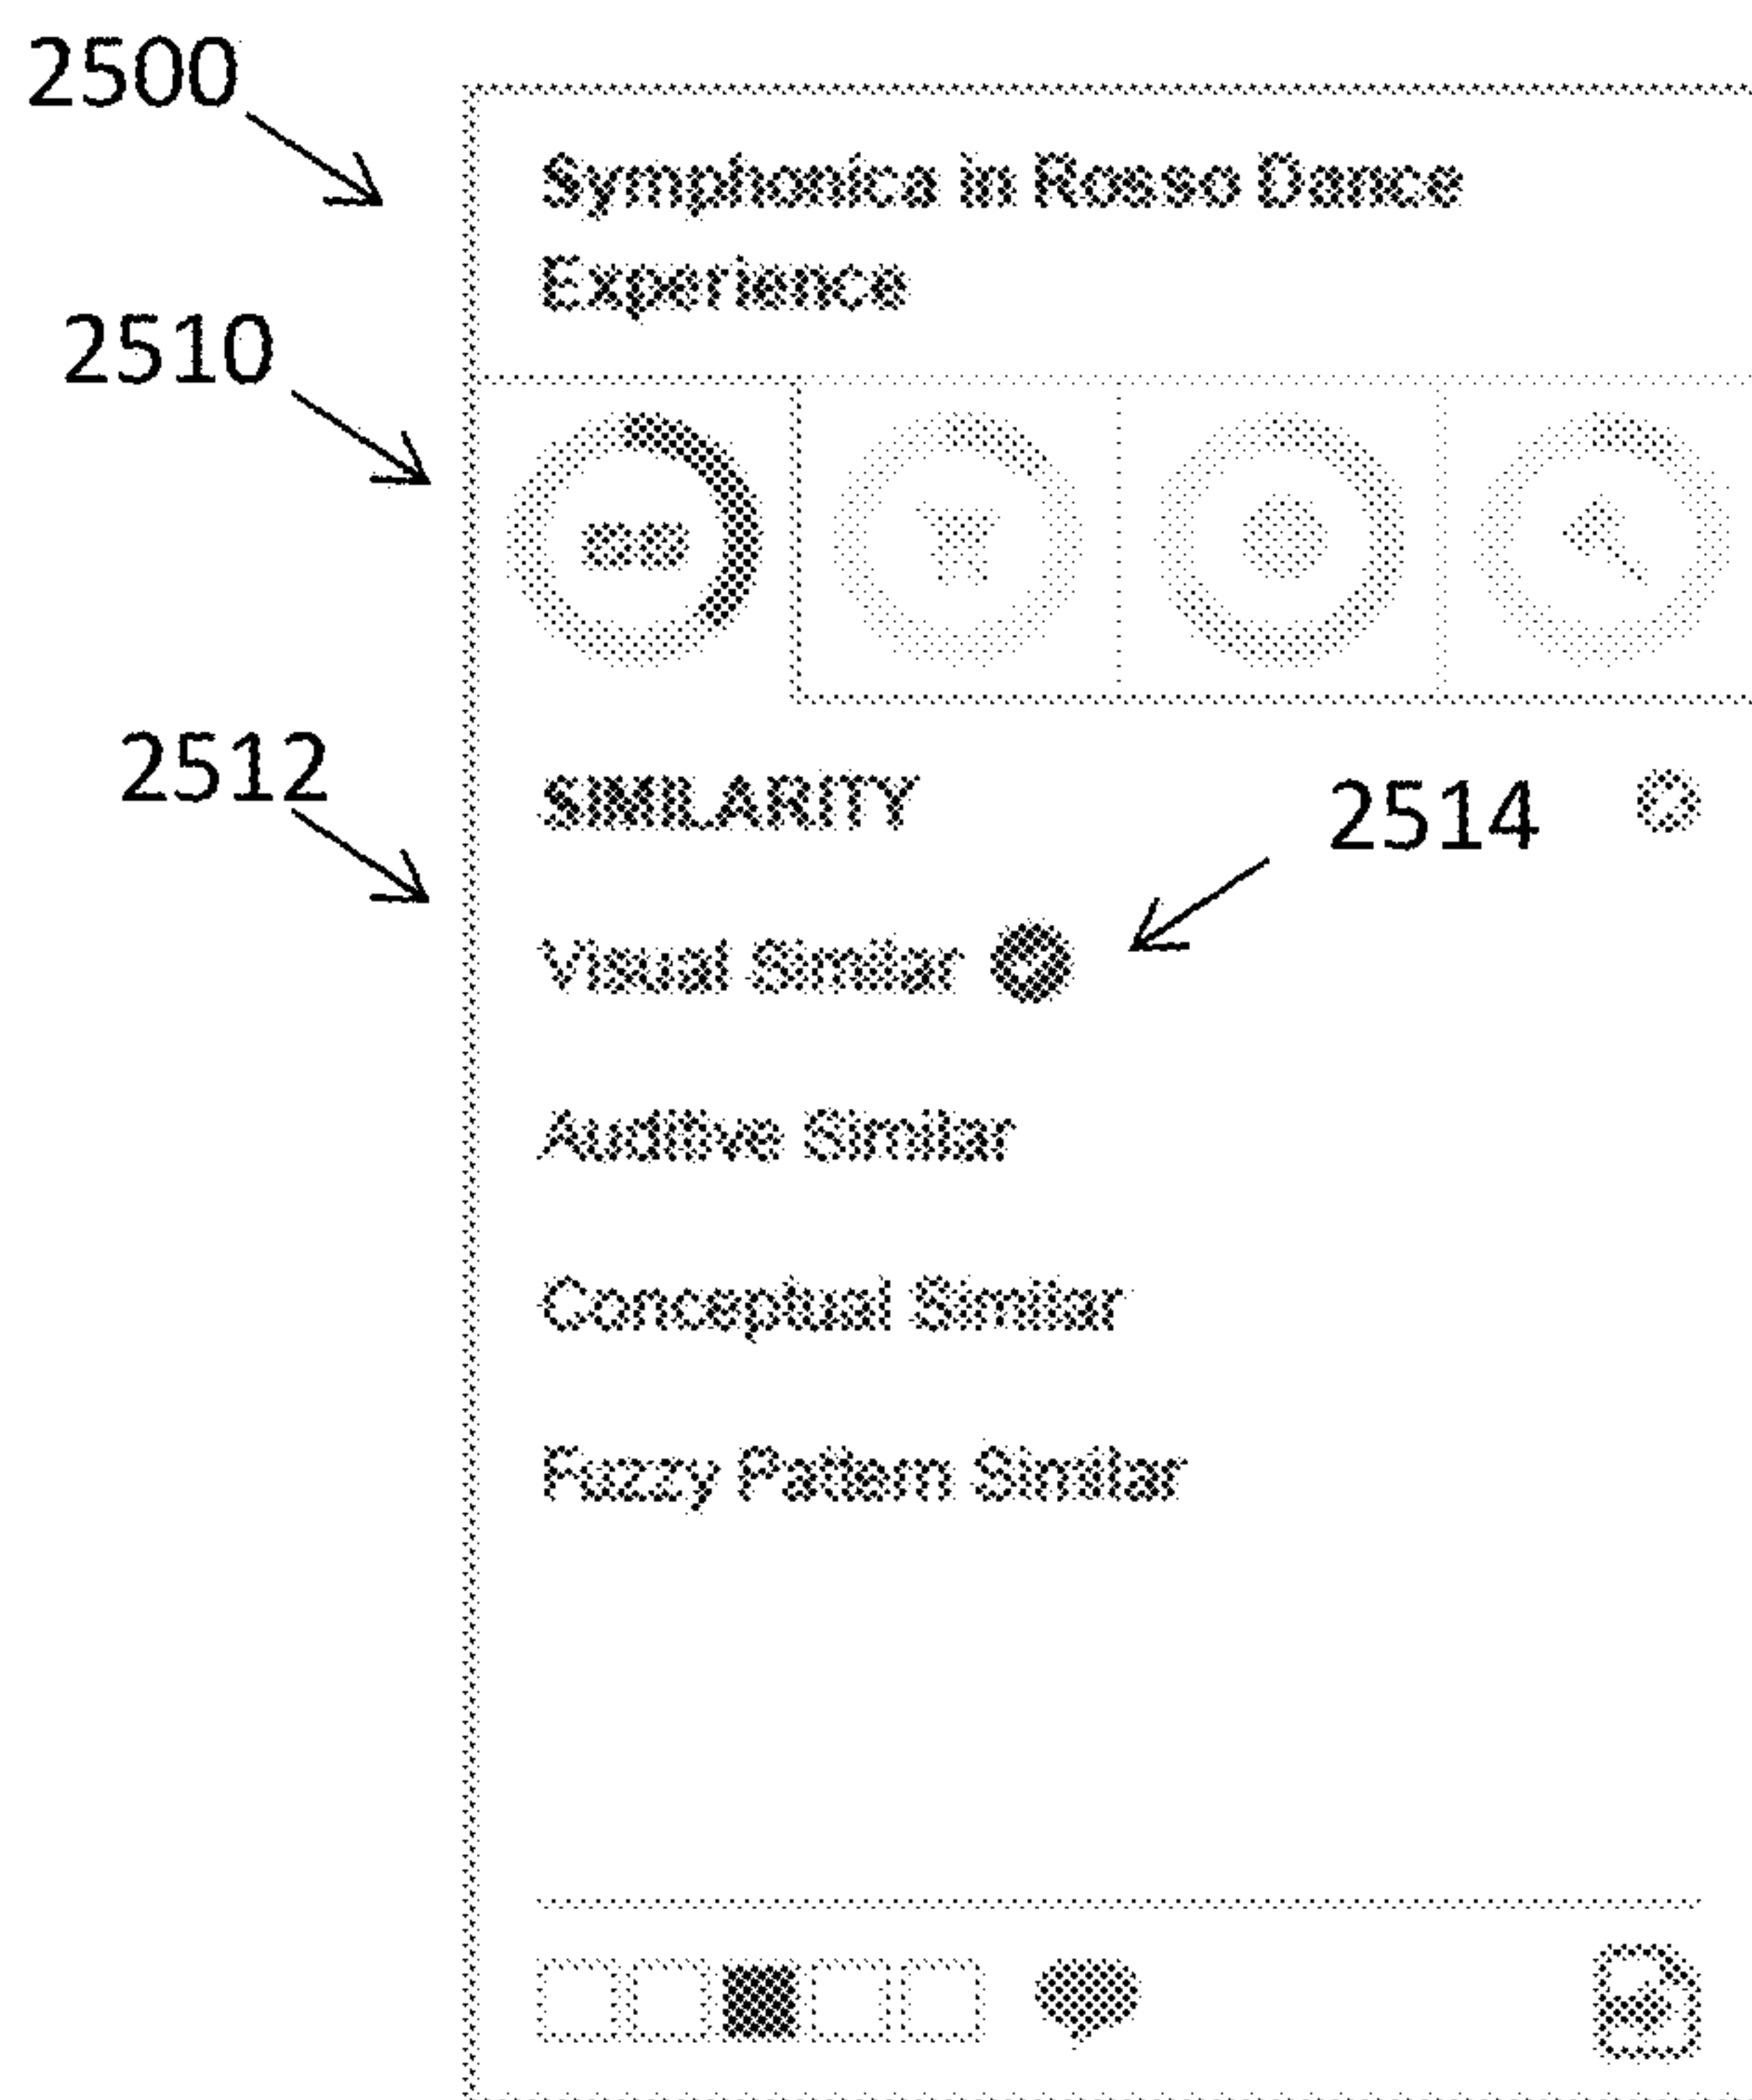 2500
Symphonica in Rosso Dance
Experience
2510
2512
SIMILARITY
2514
Visual Similar
Auditive Similar
Conceptual Similar
Fuzzy Pattern Similar